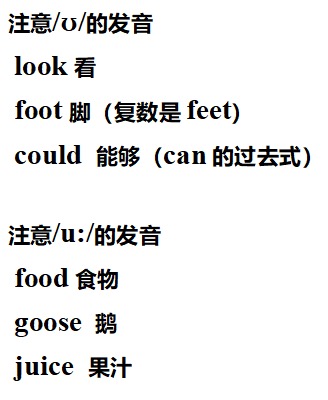 注意/ʊ/的发音
look 看
foot 脚（复数是 feet）
could 能够（can 的过去式）
注意/u:/的发音
food 食物
goose 鹅
juice 果汁